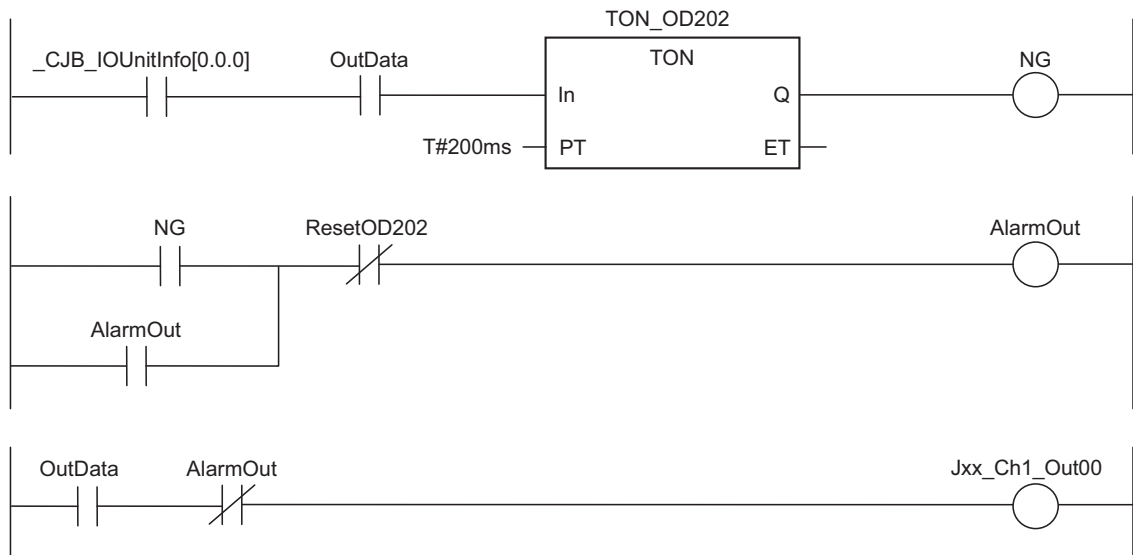 TON_OD202
_CJB_IOUnitInfo[0.0.0] OutData TON NG
In Q
T#200ms PT ET
NG ResetOD202 AlarmOut
AlarmOut
OutData AlarmOut Jxx_Ch1_Out00